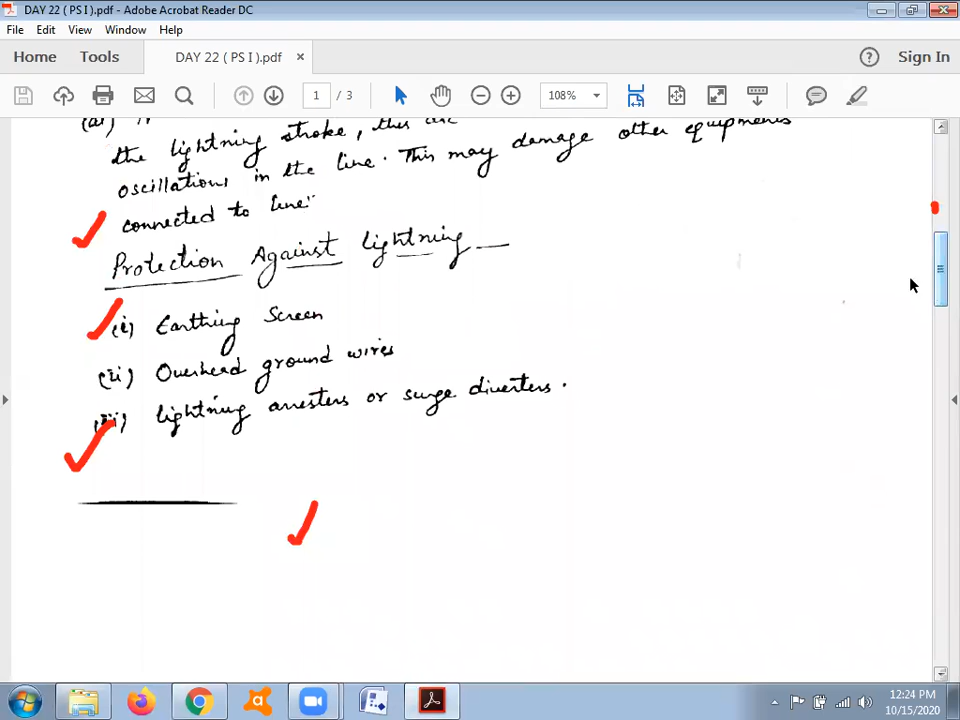 DAY 22 ( PS I ).pdf - Adobe Acrobat Reader DC
File Edit View Window Help
Home Tools DAY 22 ( PS I ).pdf × ? Sign In
1 / 3 108%
the lightning stroke, this arc
oscillations in the line. This may damage other equipments
connected to line.
Protection Against lightning
(i) Earthing Screen
(ii) Overhead ground wires
(iii) lightning arresters or surge diverters.
12:24 PM
10/15/2020